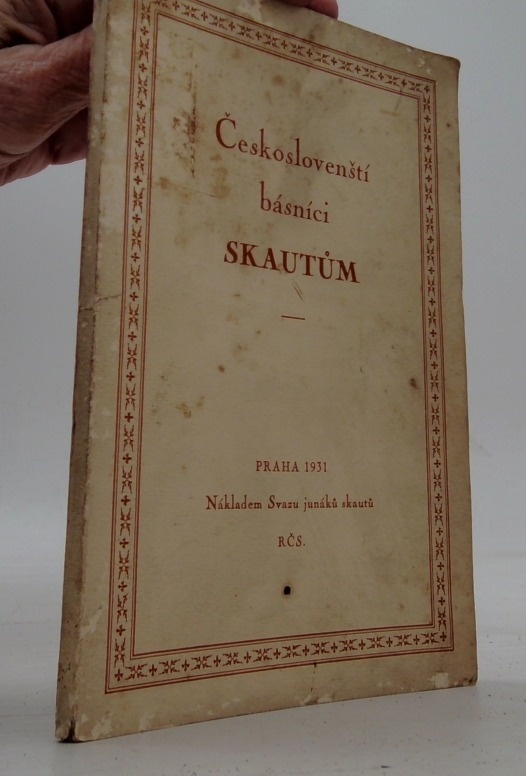 Českoslovenští
básníci
SKAUTŮM
PRAHA 1931
Nákladem Svazu junáků skautů
RČS.